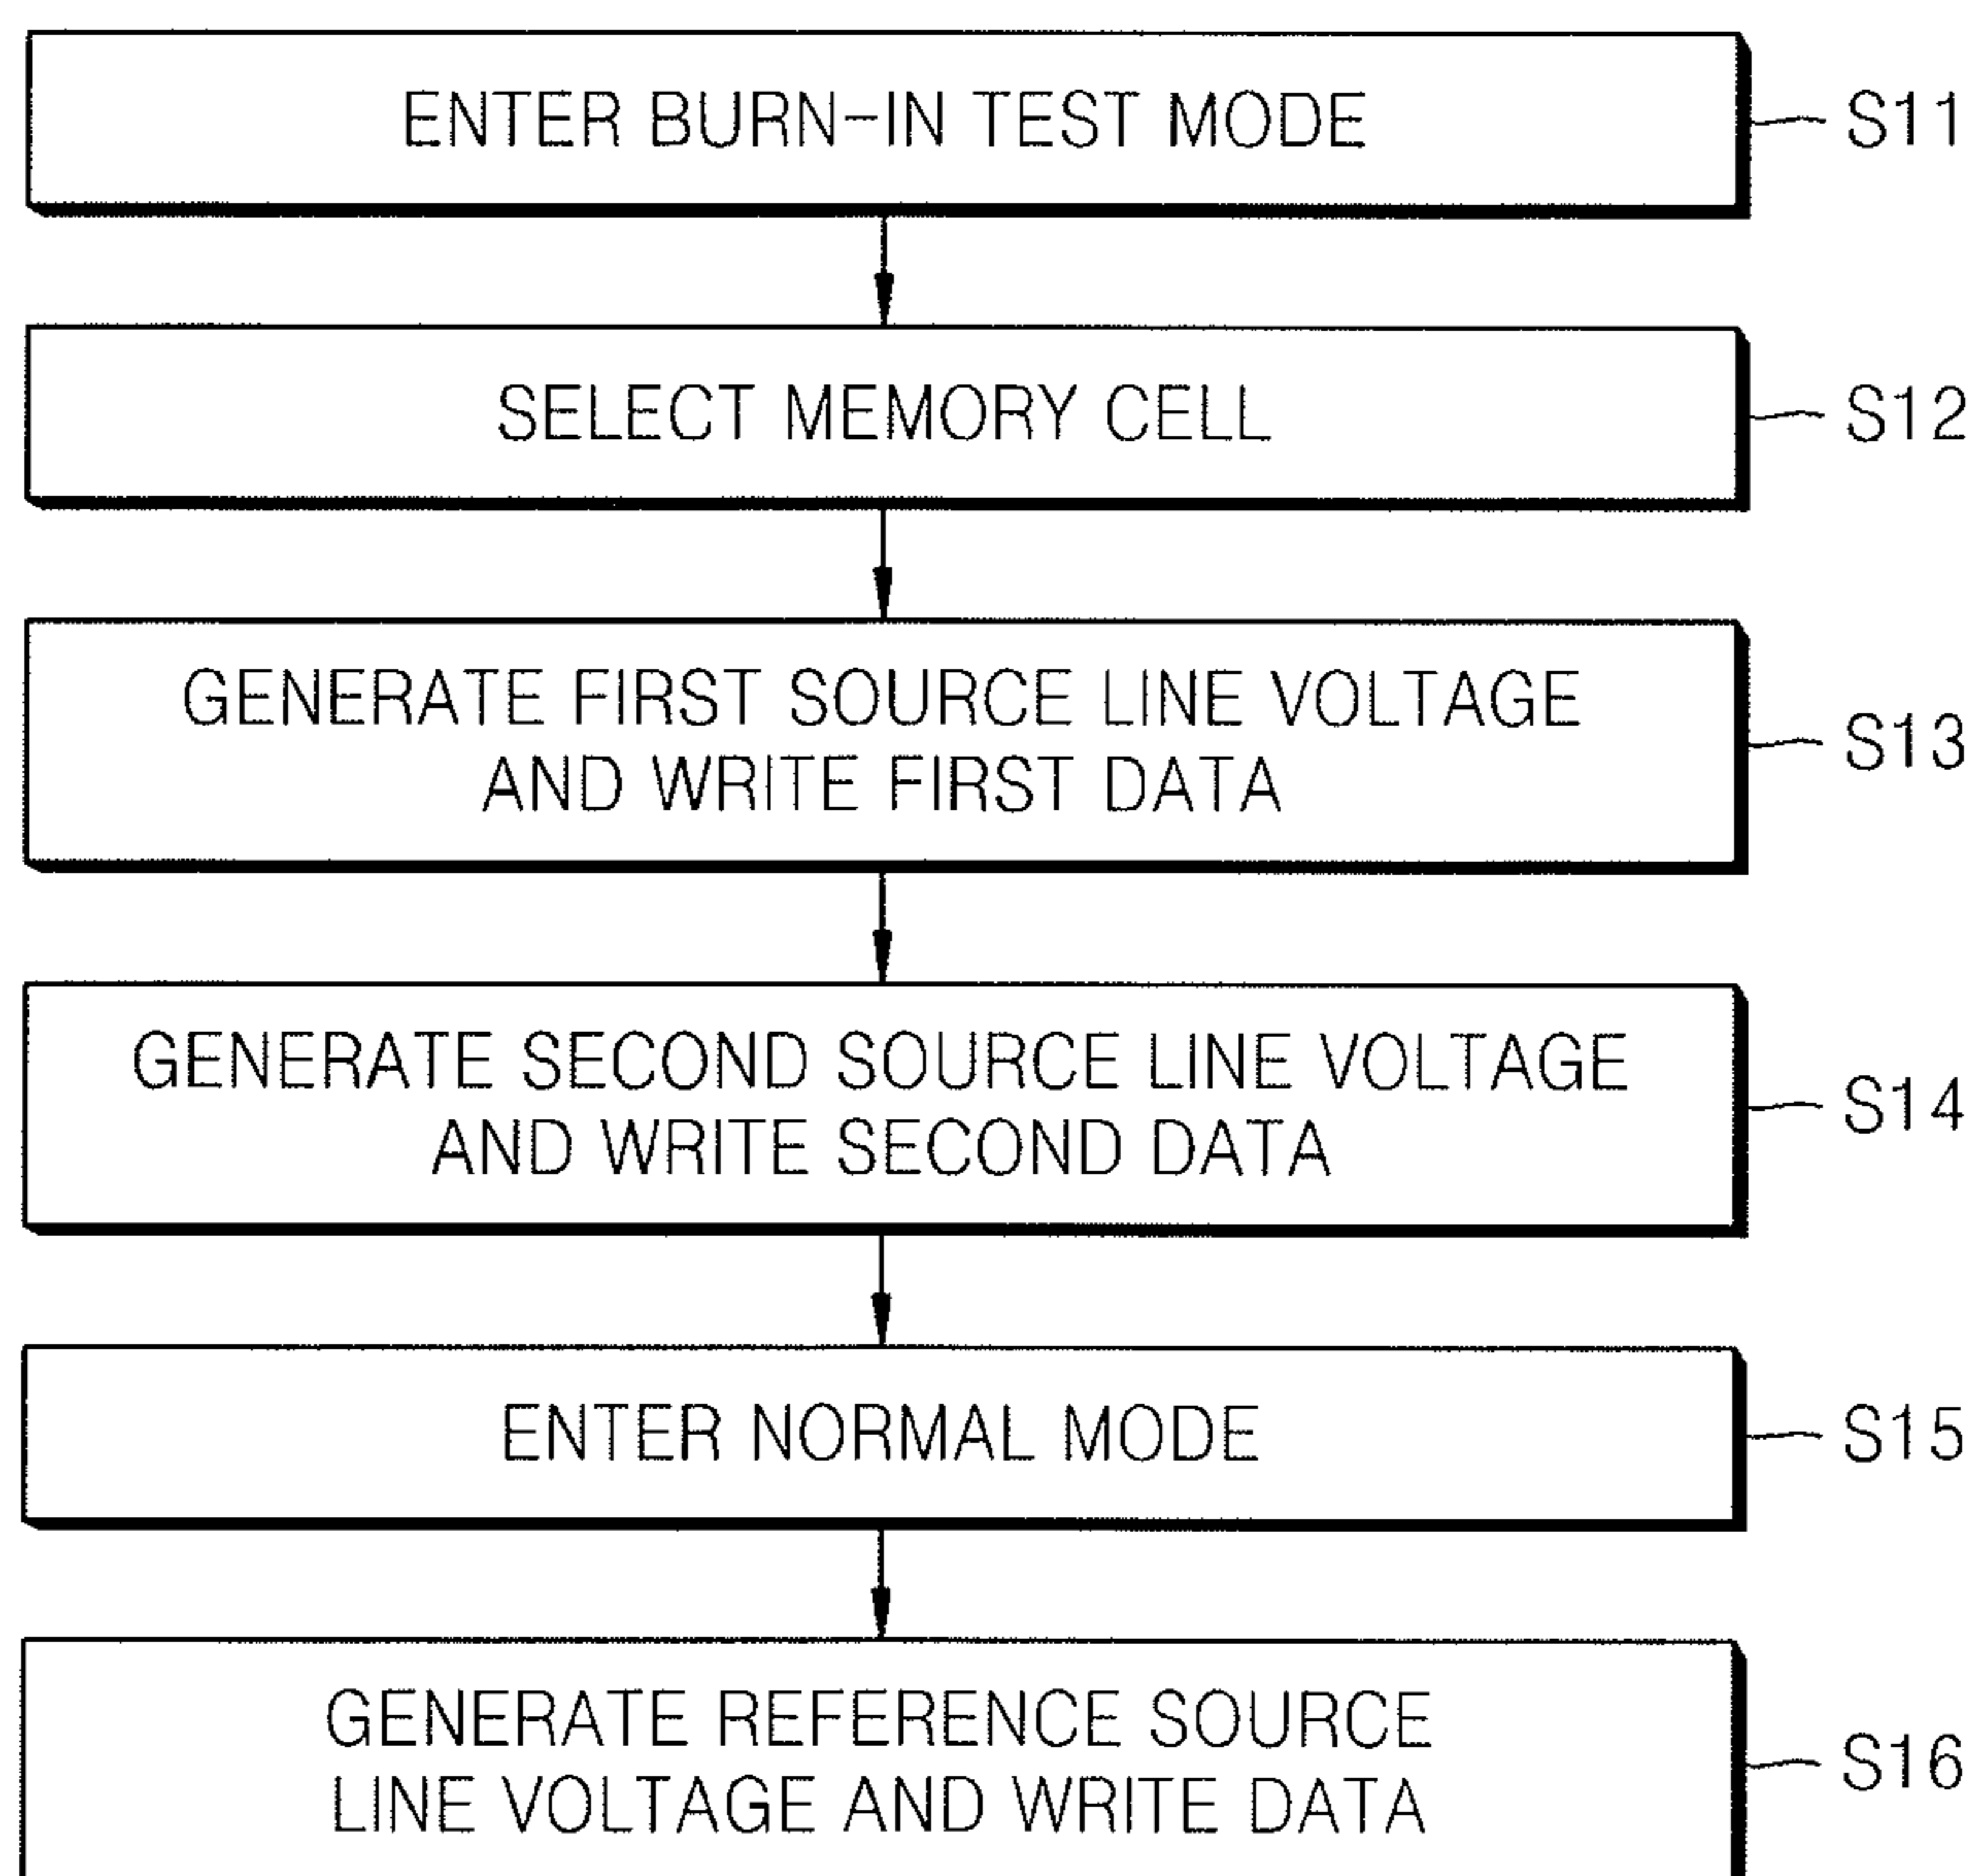 ENTER BURN-IN TEST MODE
S11
SELECT MEMORY CELL
S12
GENERATE FIRST SOURCE LINE VOLTAGE
AND WRITE FIRST DATA
S13
GENERATE SECOND SOURCE LINE VOLTAGE
AND WRITE SECOND DATA
S14
ENTER NORMAL MODE
S15
GENERATE REFERENCE SOURCE
LINE VOLTAGE AND WRITE DATA
S16